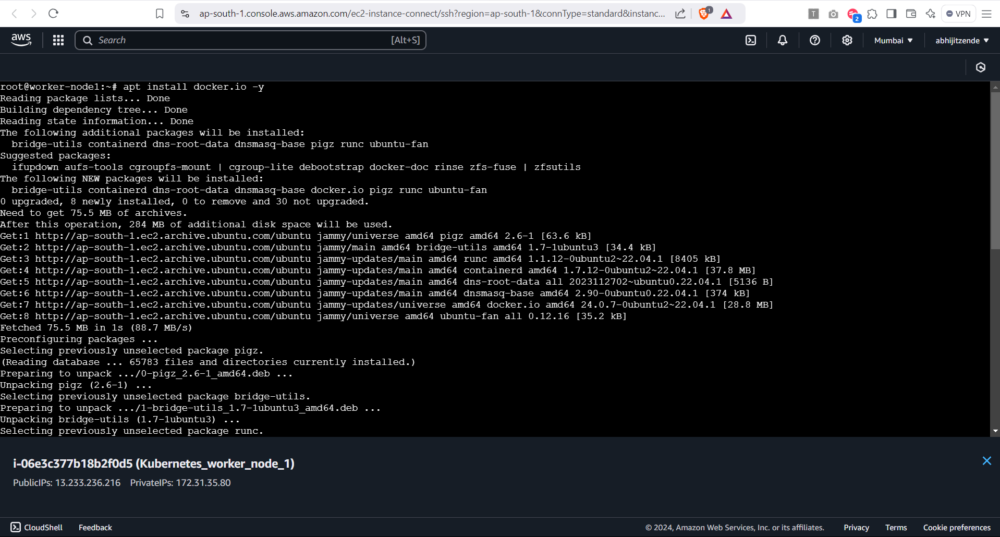 ap-south-1.console.aws.amazon.com/ec2-instance-connect/ssh?region=ap-south-1&connType=standard&instanc...
1
T
2
VPN
aws
Search
[Alt+S]
Mumbai ▼
abhijitzende ▼
root@worker-node1:~# apt install docker.io -y
Reading package lists... Done
Building dependency tree... Done
Reading state information... Done
The following additional packages will be installed:
  bridge-utils containerd dns-root-data dnsmasq-base pigz runc ubuntu-fan
Suggested packages:
  ifupdown aufs-tools cgroupfs-mount | cgroup-lite debootstrap docker-doc rinse zfs-fuse | zfsutils
The following NEW packages will be installed:
  bridge-utils containerd dns-root-data dnsmasq-base docker.io pigz runc ubuntu-fan
0 upgraded, 8 newly installed, 0 to remove and 30 not upgraded.
Need to get 75.5 MB of archives.
After this operation, 284 MB of additional disk space will be used.
Get:1 http://ap-south-1.ec2.archive.ubuntu.com/ubuntu jammy/universe amd64 pigz amd64 2.6-1 [63.6 kB]
Get:2 http://ap-south-1.ec2.archive.ubuntu.com/ubuntu jammy/main amd64 bridge-utils amd64 1.7-1ubuntu3 [34.4 kB]
Get:3 http://ap-south-1.ec2.archive.ubuntu.com/ubuntu jammy-updates/main amd64 runc amd64 1.1.12-0ubuntu2~22.04.1 [8405 kB]
Get:4 http://ap-south-1.ec2.archive.ubuntu.com/ubuntu jammy-updates/main amd64 containerd amd64 1.7.12-0ubuntu2~22.04.1 [37.8 MB]
Get:5 http://ap-south-1.ec2.archive.ubuntu.com/ubuntu jammy-updates/main amd64 dns-root-data all 2023112702~ubuntu0.22.04.1 [5136 B]
Get:6 http://ap-south-1.ec2.archive.ubuntu.com/ubuntu jammy-updates/main amd64 dnsmasq-base amd64 2.90-0ubuntu0.22.04.1 [374 kB]
Get:7 http://ap-south-1.ec2.archive.ubuntu.com/ubuntu jammy-updates/universe amd64 docker.io amd64 24.0.7-0ubuntu2~22.04.1 [28.8 MB]
Get:8 http://ap-south-1.ec2.archive.ubuntu.com/ubuntu jammy/universe amd64 ubuntu-fan all 0.12.16 [35.2 kB]
Fetched 75.5 MB in 1s (88.7 MB/s)
Preconfiguring packages ...
Selecting previously unselected package pigz.
(Reading database ... 65783 files and directories currently installed.)
Preparing to unpack .../0-pigz_2.6-1_amd64.deb ...
Unpacking pigz (2.6-1) ...
Selecting previously unselected package bridge-utils.
Preparing to unpack .../1-bridge-utils_1.7-1ubuntu3_amd64.deb ...
Unpacking bridge-utils (1.7-1ubuntu3) ...
Selecting previously unselected package runc.
i-06e3c377b18b2f0d5 (Kubernetes_worker_node_1)
PublicIPs: 13.233.236.216 PrivateIPs: 172.31.35.80
CloudShell
Feedback
© 2024, Amazon Web Services, Inc. or its affiliates.
Privacy
Terms
Cookie preferences